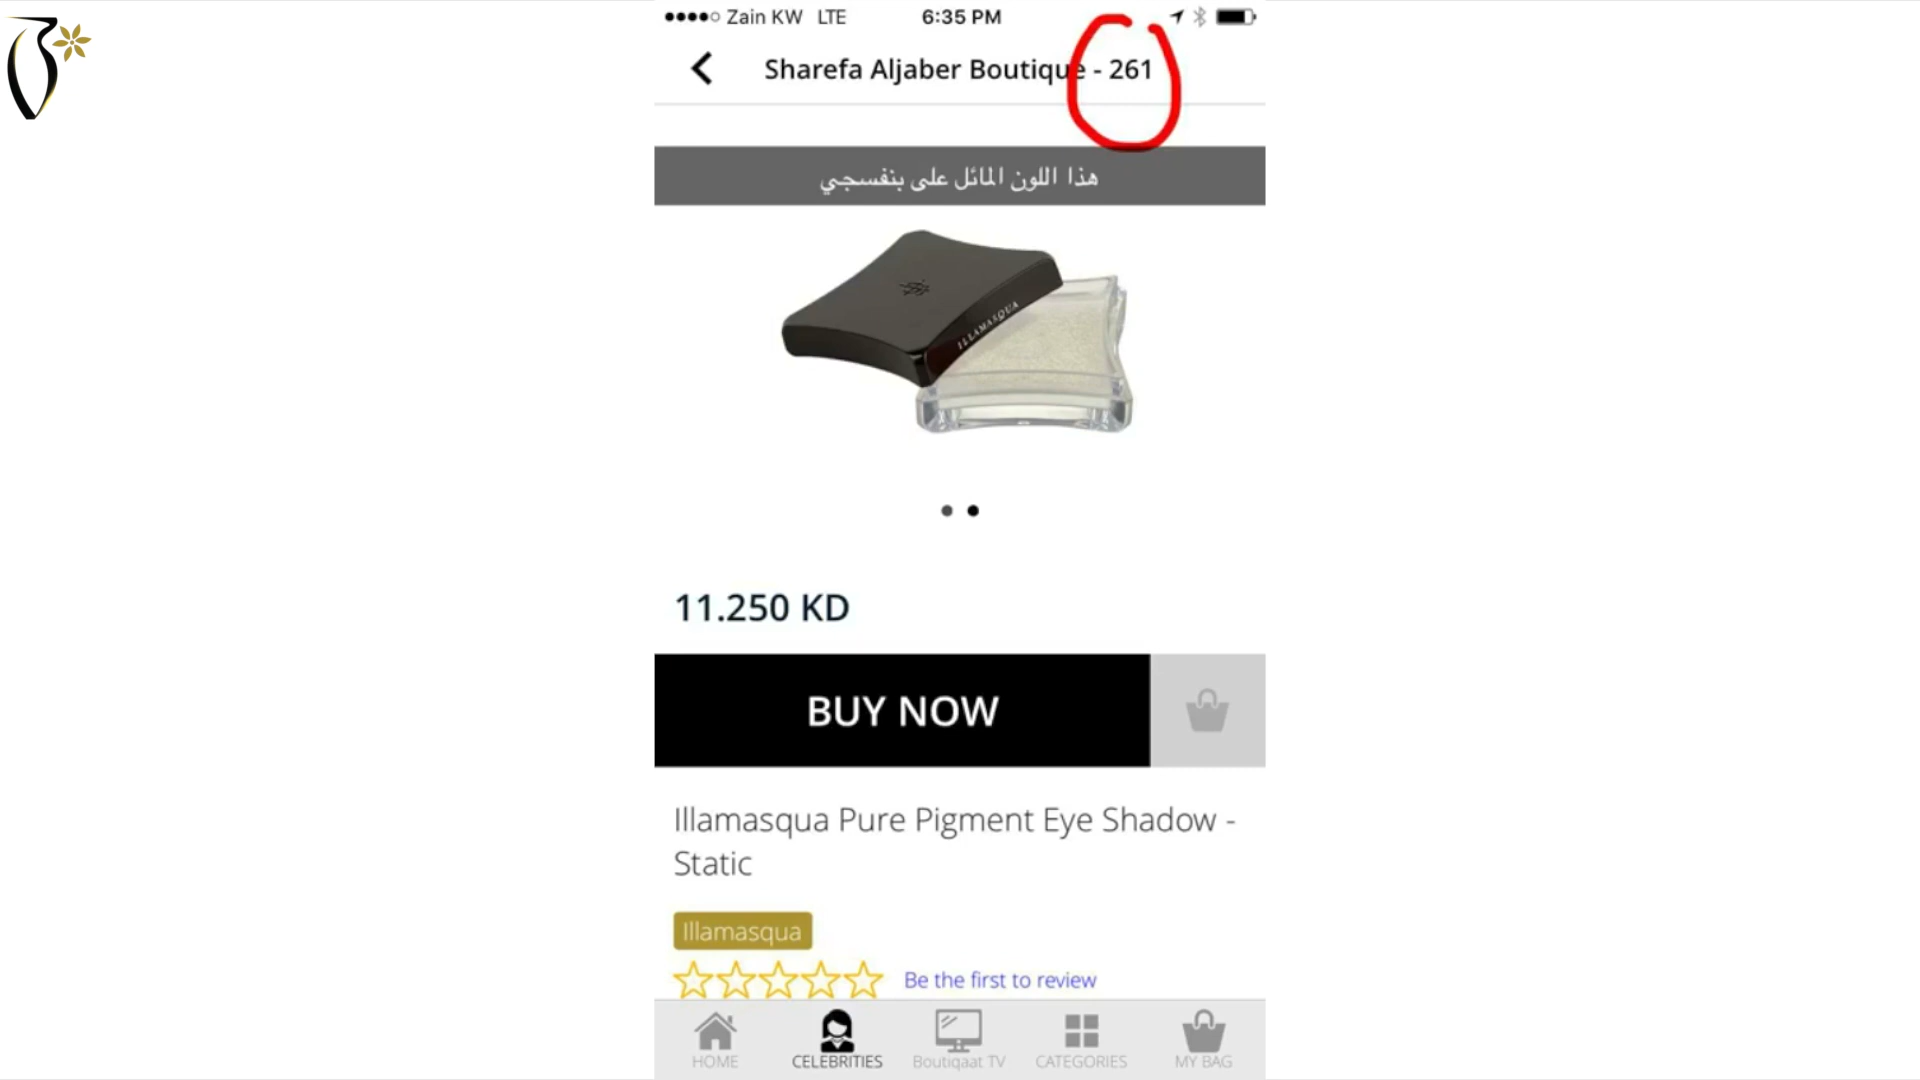 Zain KW LTE 6:35 PM
Sharefa Aljaber Boutique - 261
هذا اللون المائل على بنفسجي
ILLAMASQUA
11.250 KD
BUY NOW
Illamasqua Pure Pigment Eye Shadow -
Static
Illamasqua
Be the first to review
HOME CELEBRITIES Boutiqaat TV CATEGORIES MY BAG